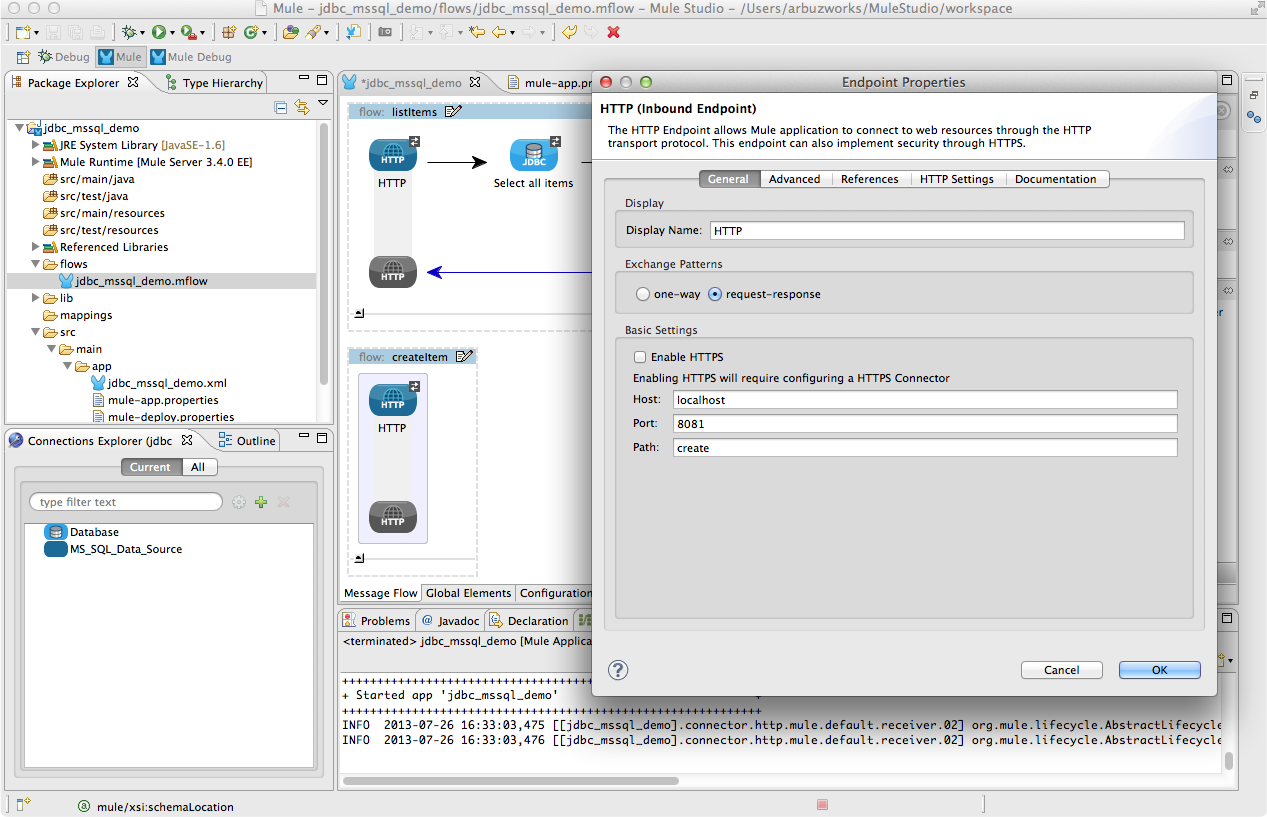 Mule – jdbc_mssql_demo/flows/jdbc_mssql_demo.mflow – Mule Studio – /Users/arbuzworks/MuleStudio/workspace
Debug Mule Mule Debug
Package Explorer Type Hierarchy
jdbc_mssql_demo
JRE System Library [JavaSE-1.6]
Mule Runtime [Mule Server 3.4.0 EE]
src/main/java
src/test/java
src/main/resources
src/test/resources
Referenced Libraries
flows
jdbc_mssql_demo.mflow
lib
mappings
src
main
app
jdbc_mssql_demo.xml
mule-app.properties
mule-deploy.properties
Connections Explorer (jdbc Outline
Current All
type filter text
Database
MS_SQL_Data_Source
*jdbc_mssql_demo mule-app.pr
flow: listItems
HTTP JDBC
HTTP Select all items
HTTP
flow: createItem
HTTP
HTTP
HTTP
Message Flow Global Elements Configuration
Problems @ Javadoc Declaration
<terminated> jdbc_mssql_demo [Mule Applica
++++++++++++++++++++++++++++++++++++
+ Started app 'jdbc_mssql_demo' +
++++++++++++++++++++++++++++++++++++++++++++++++++++++++++++
INFO 2013-07-26 16:33:03,475 [[jdbc_mssql_demo].connector.http.mule.default.receiver.02] org.mule.lifecycle.AbstractLifecycle
INFO 2013-07-26 16:33:03,476 [[jdbc_mssql_demo].connector.http.mule.default.receiver.02] org.mule.lifecycle.AbstractLifecycle
Endpoint Properties
HTTP (Inbound Endpoint)
The HTTP Endpoint allows Mule application to connect to web resources through the HTTP
transport protocol. This endpoint can also implement security through HTTPS.
General Advanced References HTTP Settings Documentation
Display
Display Name: HTTP
Exchange Patterns
one-way request-response
Basic Settings
Enable HTTPS
Enabling HTTPS will require configuring a HTTPS Connector
Host: localhost
Port: 8081
Path: create
?
Cancel OK
mule/xsi:schemaLocation